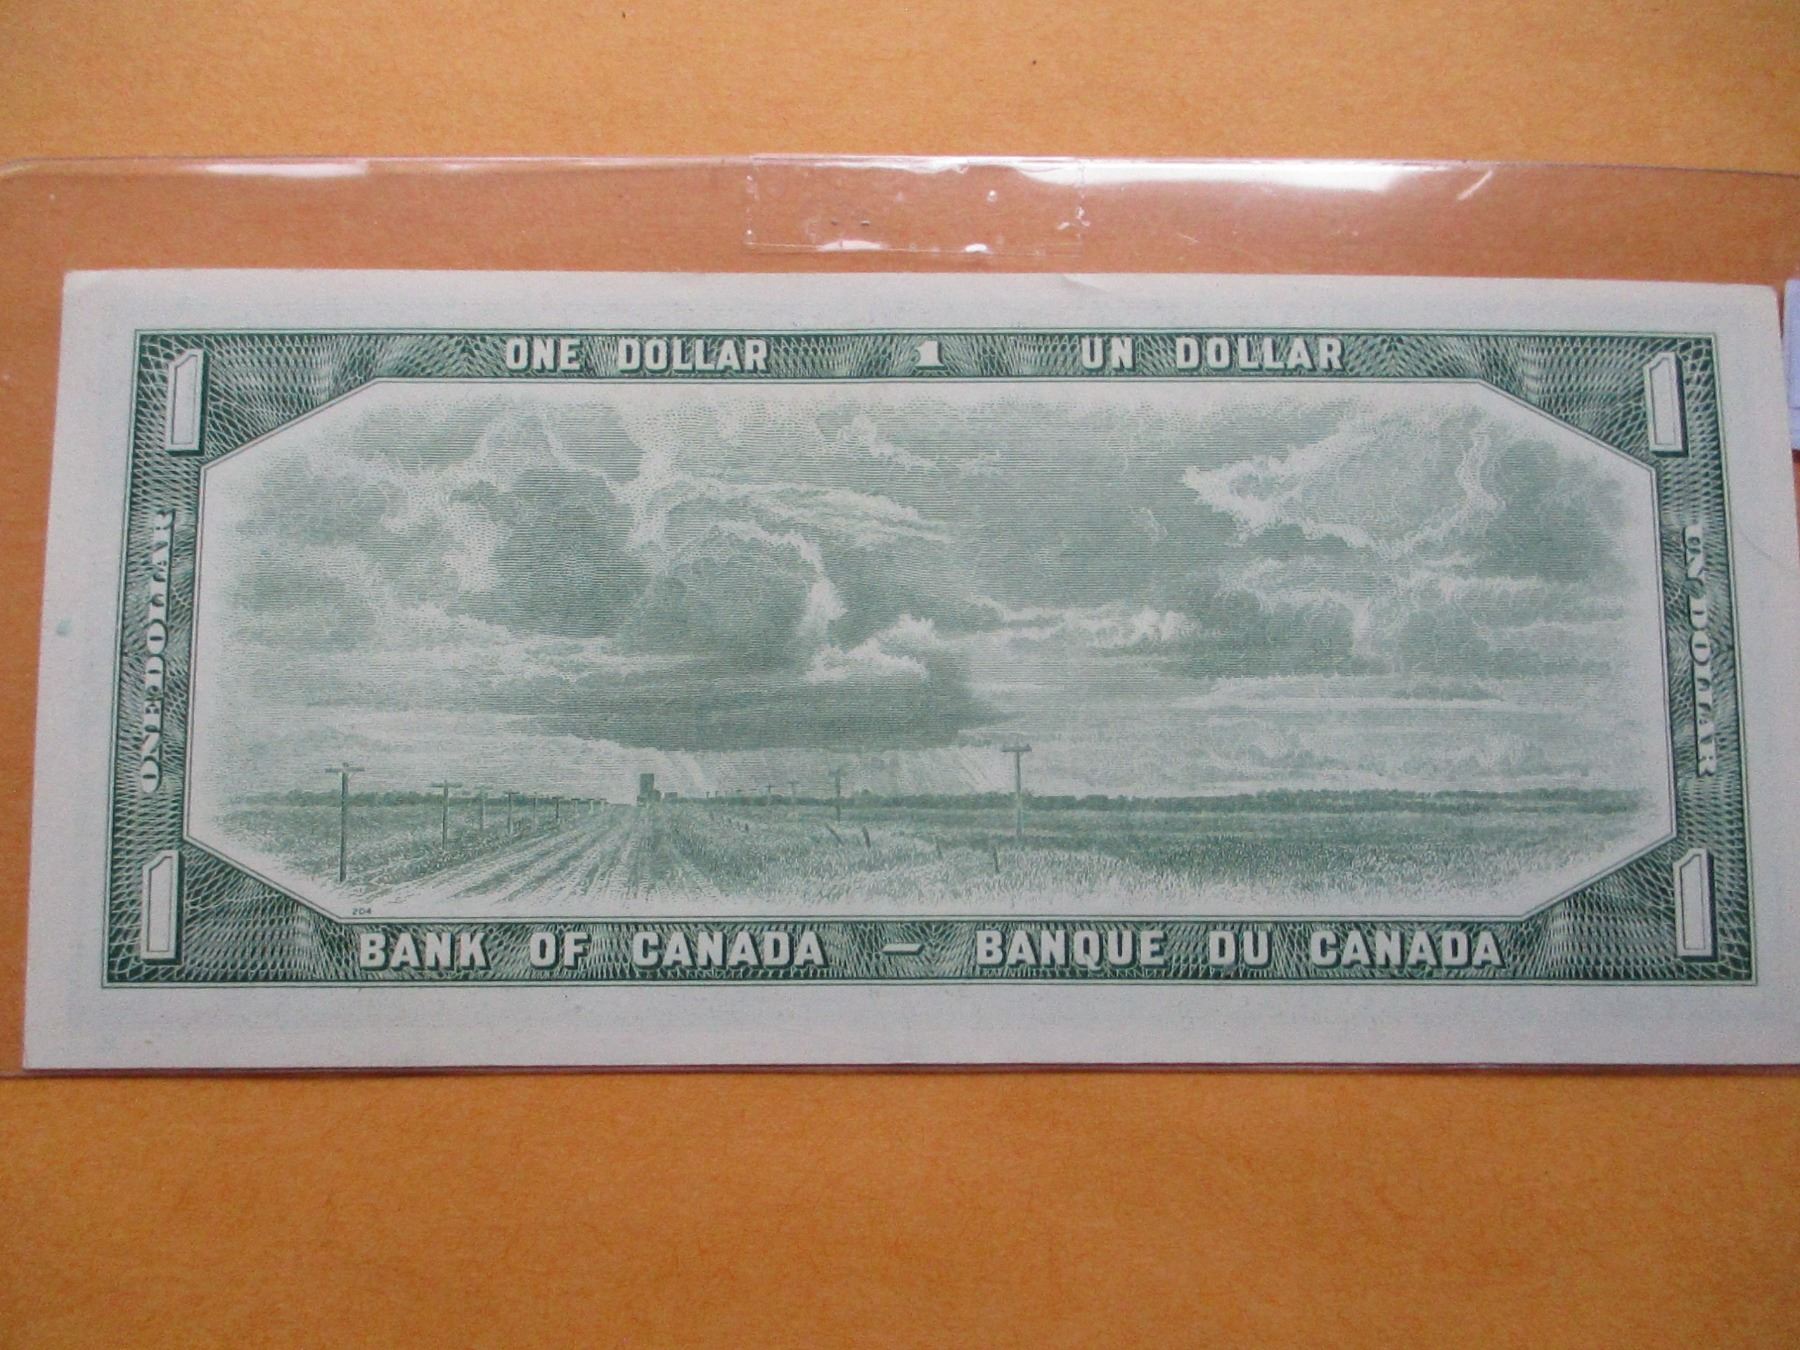 ONE DOLLAR 1 UN DOLLAR
1 1
ONE DOLLAR
UN DOLLAR
1 1
204
BANK OF CANADA – BANQUE DU CANADA